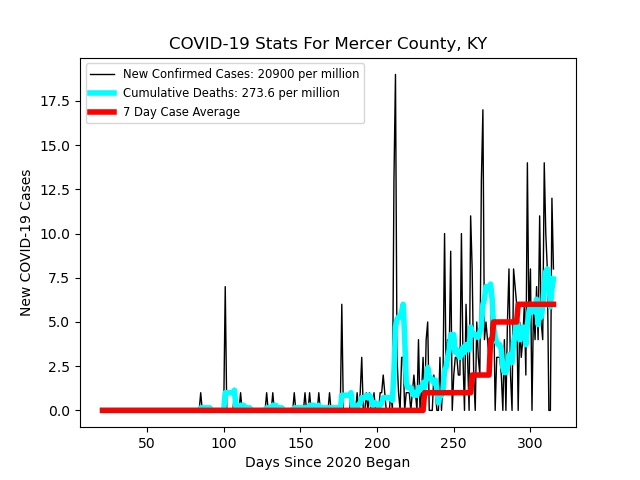 COVID-19 Stats For Mercer County, KY
New Confirmed Cases: 20900 per million
Cumulative Deaths: 273.6 per million
7 Day Case Average
New COVID-19 Cases
17.5
15.0
12.5
10.0
7.5
5.0
2.5
0.0
50 100 150 200 250 300
Days Since 2020 Began